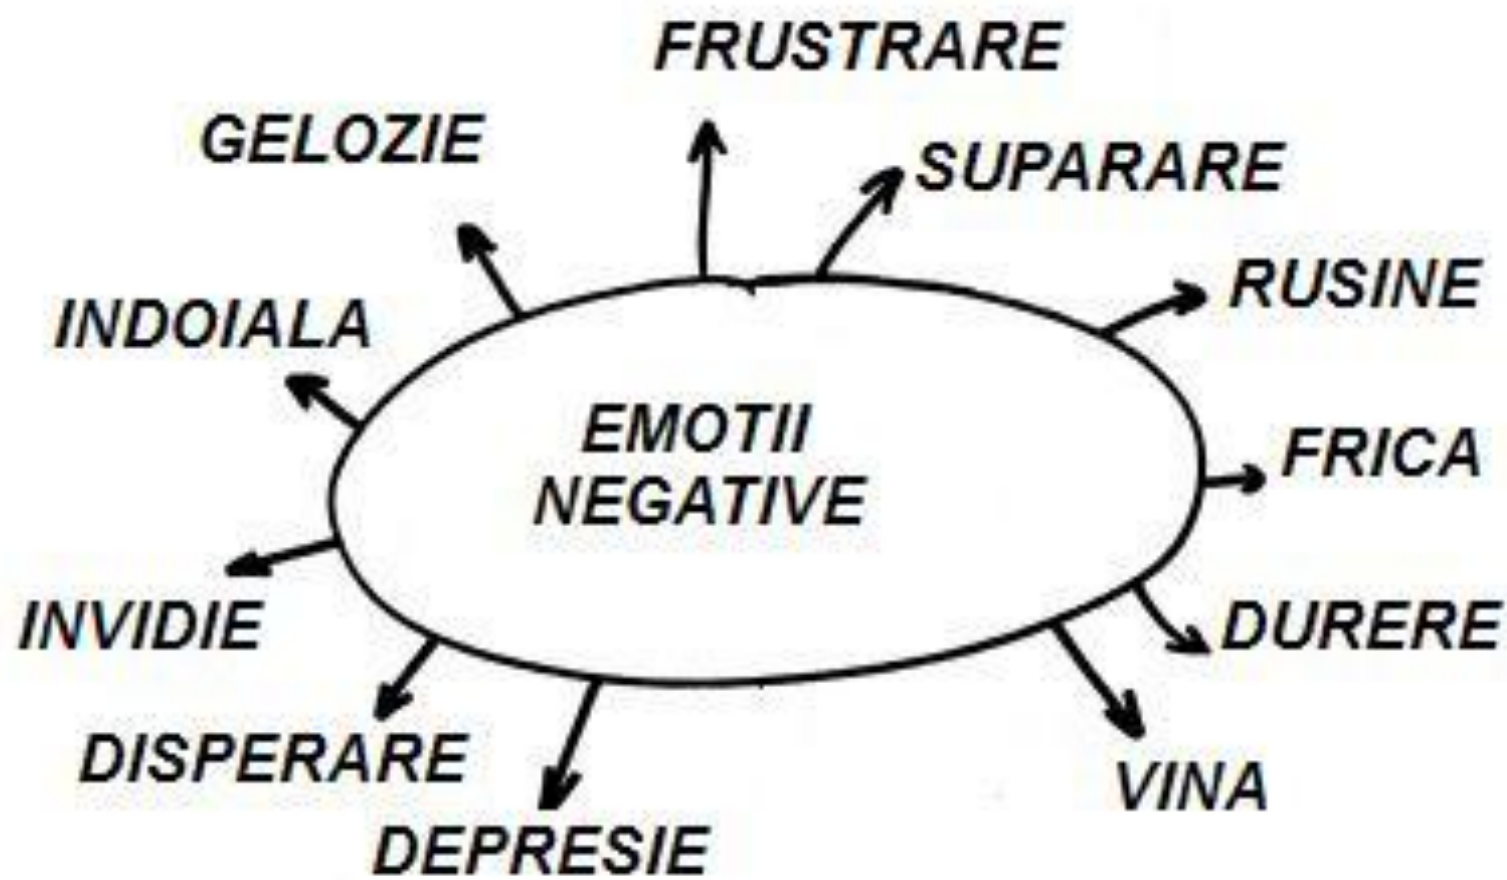 FRUSTRARE
GELOZIE
SUPARARE
RUSINE
INDOIALA
EMOTII
NEGATIVE
FRICA
INVIDIE
DURERE
DISPERARE
VINA
DEPRESIE